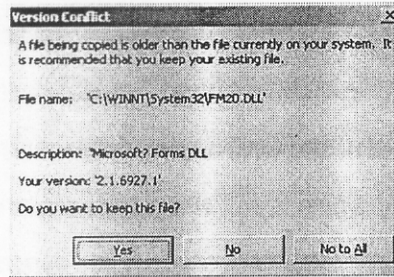 Version Conflict
A file being copied is older than the file currently on your system. It
is recommended that you keep your existing file.
File name: 'C:\WINNT\System32\FM20.DLL'
Description: 'Microsoft? Forms DLL
Your version: '2.1.6927.1'
Do you want to keep this file?
Yes No No to All